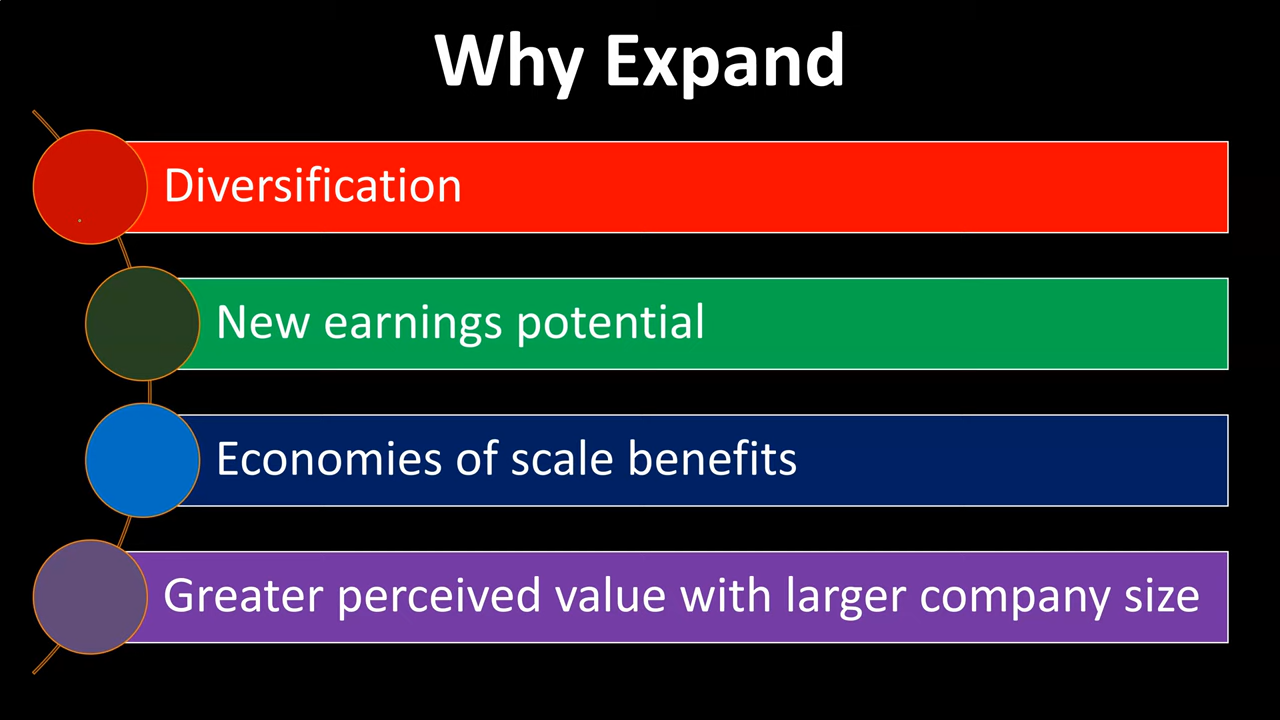 Why Expand
Diversification
New earnings potential
Economies of scale benefits
Greater perceived value with larger company size